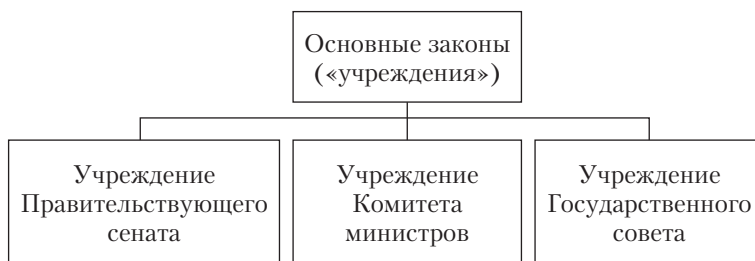 Основные законы
(«учреждения»)
Учреждение
Правительствующего
сената
Учреждение
Комитета
министров
Учреждение
Государственного
совета